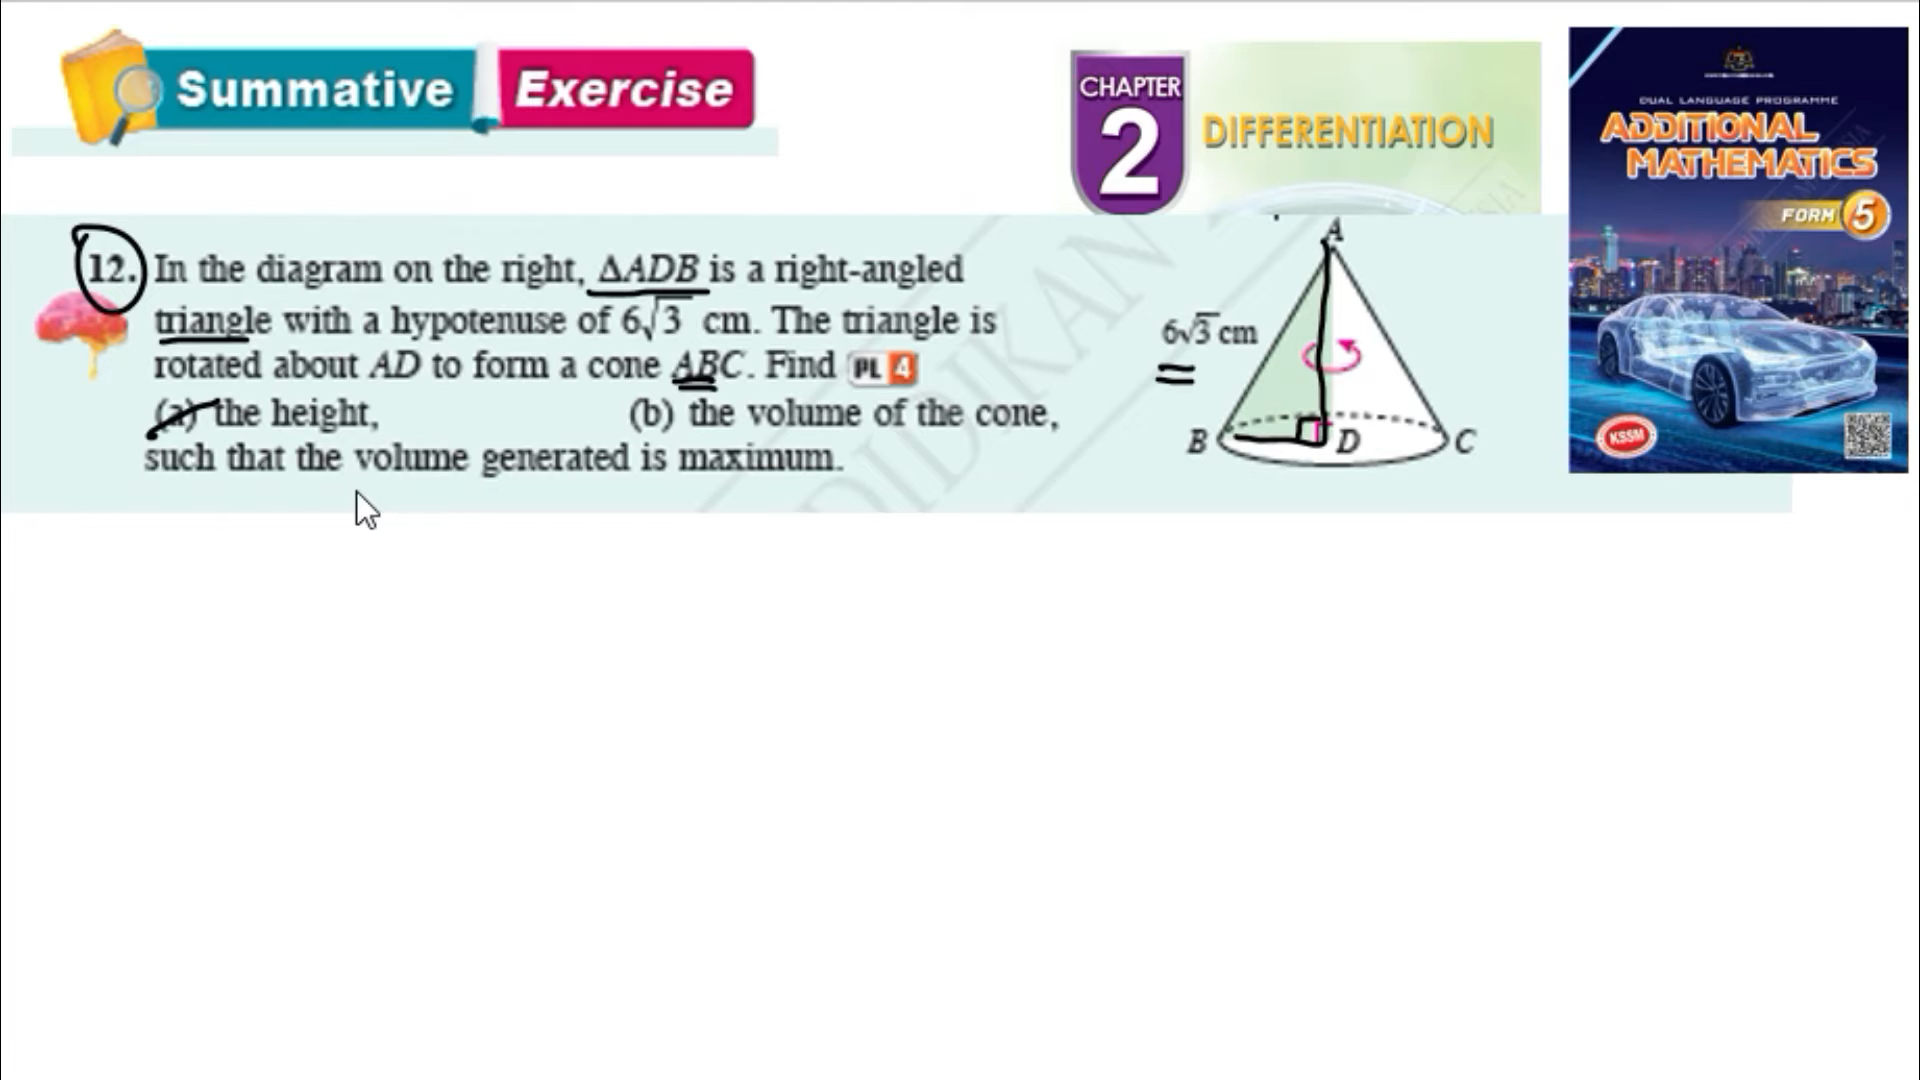 Summative Exercise
CHAPTER 2 DIFFERENTIATION
DUAL LANGUAGE PROGRAMME
ADDITIONAL
MATHEMATICS
FORM 5
KSSM
12. In the diagram on the right, ΔADB is a right-angled
triangle with a hypotenuse of 6√3 cm. The triangle is
rotated about AD to form a cone ABC. Find PL 4
(a) the height, (b) the volume of the cone,
such that the volume generated is maximum.
A
6√3 cm
=
B D C
DIDIKAN